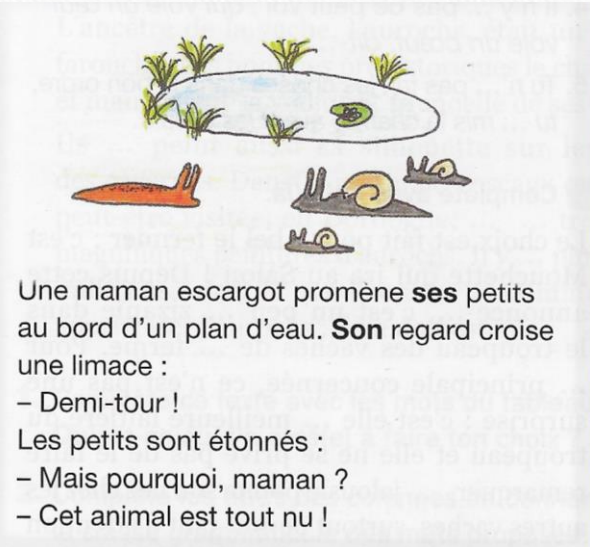 Une maman escargot promène ses petits
au bord d'un plan d'eau. Son regard croise
une limace :
– Demi-tour !
Les petits sont étonnés :
– Mais pourquoi, maman ?
– Cet animal est tout nu !